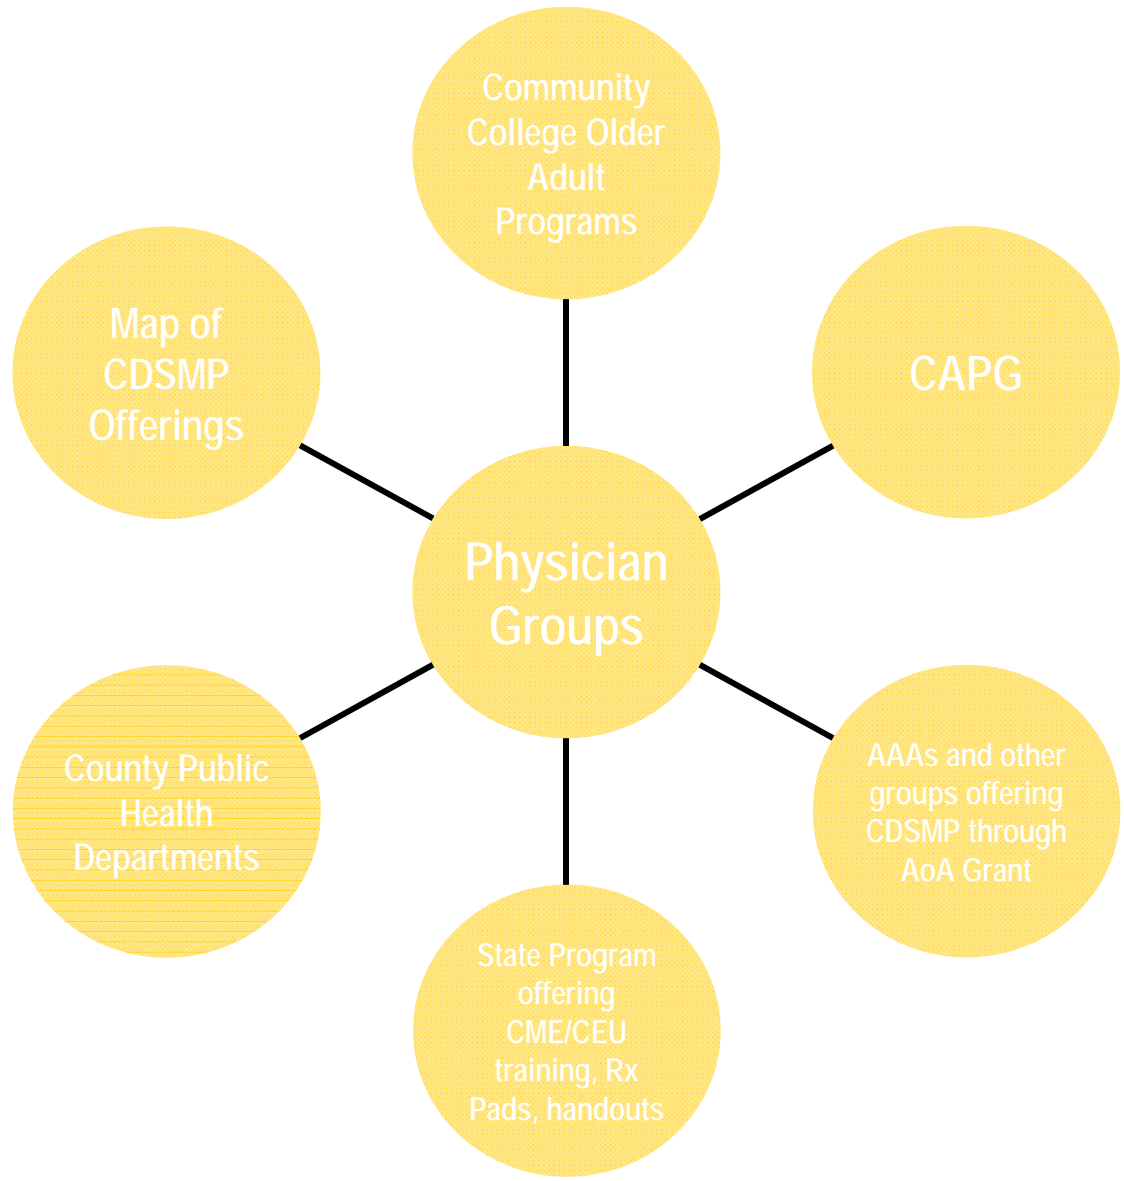 Community
College Older
Adult
Programs
Map of
CDSMP
Offerings
CAPG
Physician
Groups
County Public
Health
Departments
AAAs and other
groups offering
CDSMP through
AoA Grant
State Program
offering
CME/CEU
training, Rx
Pads, handouts